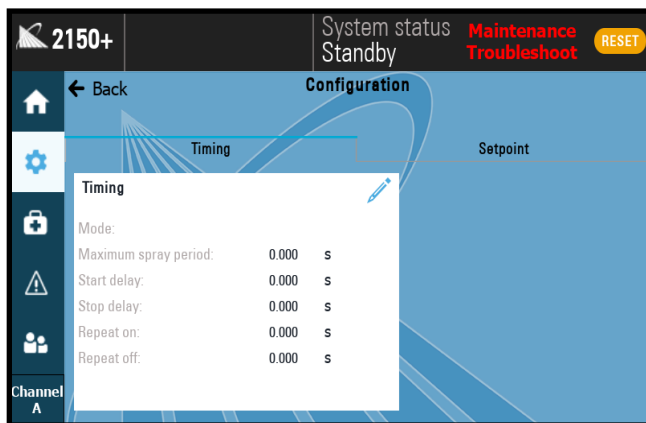 2150+
System status
Standby
Maintenance
Troubleshoot
RESET
← Back
Configuration
Timing
Setpoint
Timing
Mode:
Maximum spray period: 0.000 s
Start delay: 0.000 s
Stop delay: 0.000 s
Repeat on: 0.000 s
Repeat off: 0.000 s
Channel
A